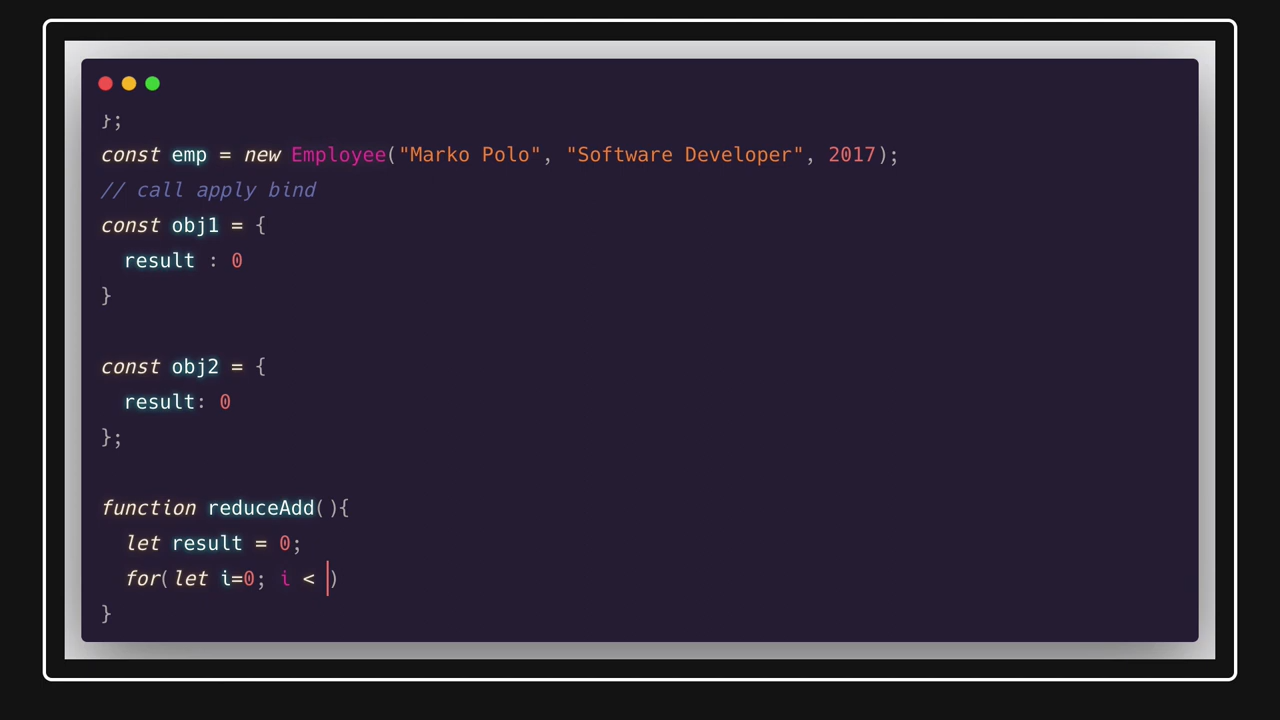 };
const emp = new Employee("Marko Polo", "Software Developer", 2017);
// call apply bind
const obj1 = {
  result : 0
}
const obj2 = {
  result: 0
};
function reduceAdd(){
  let result = 0;
  for(let i=0; i < )
}